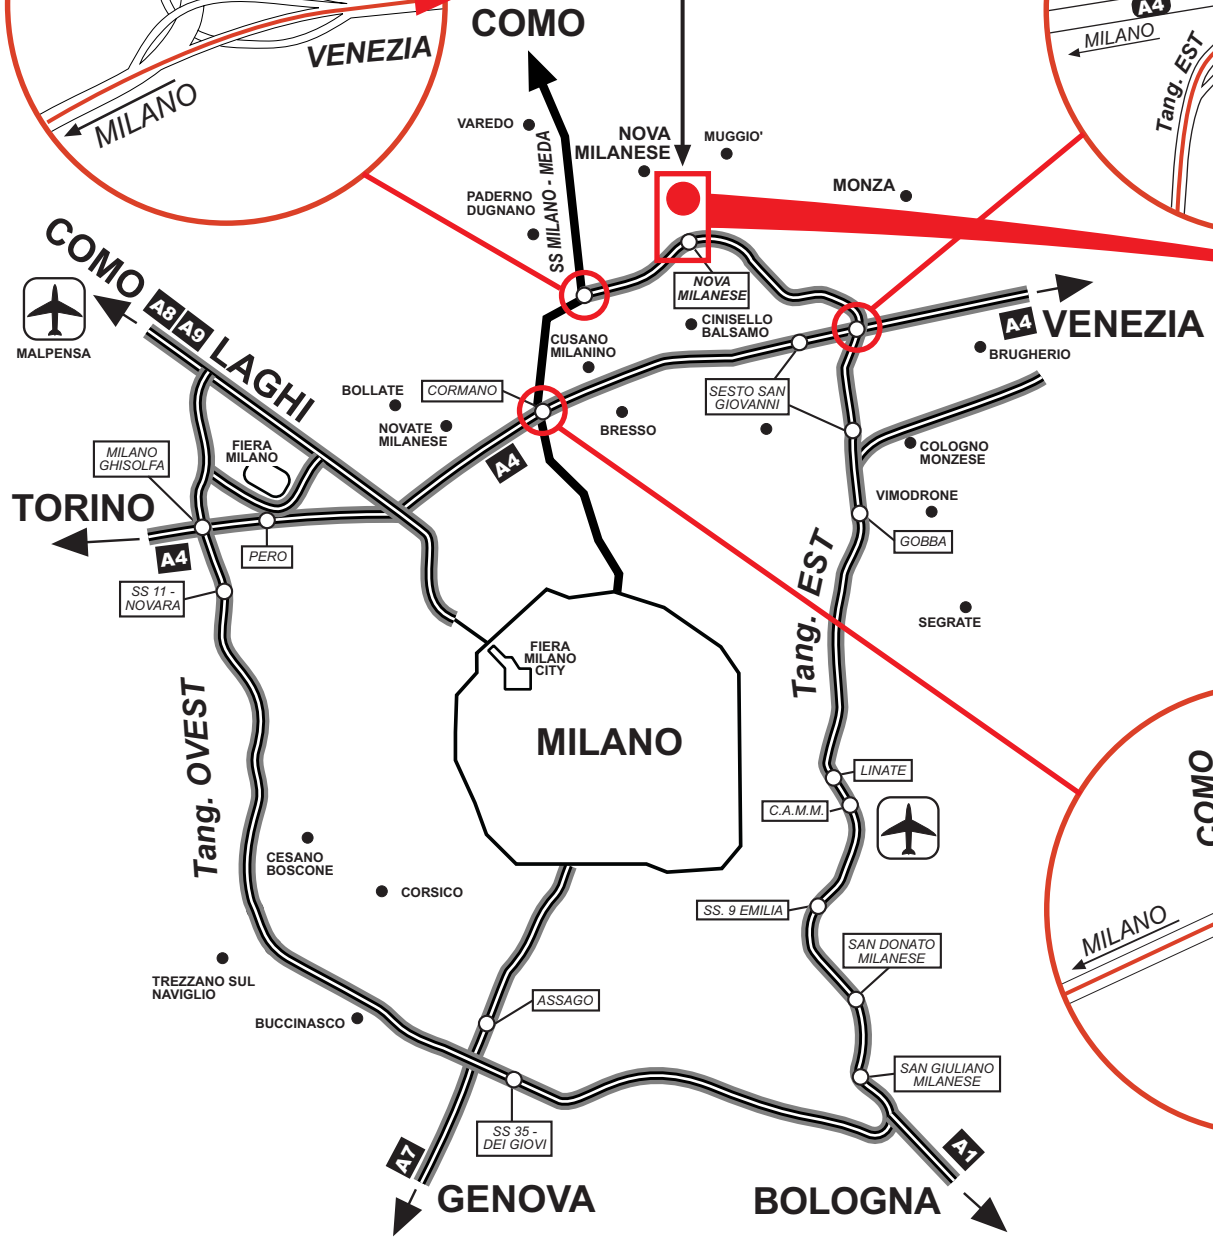 COMO
VENEZIA
MILANO
A4
MILANO
Tang. EST
VAREDO
NOVA
MILANESE
MUGGIO'
SS MILANO - MEDA
PADERNO
DUGNANO
MONZA
COMO
A8
A9
LAGHI
MALPENSA
NOVA
MILANESE
CINISELLO
BALSAMO
A4
VENEZIA
CUSANO
MILANINO
BRUGHERIO
BOLLATE
CORMANO
SESTO SAN
GIOVANNI
NOVATE
MILANESE
BRESSO
MILANO
GHISOLFA
FIERA
MILANO
A4
COLOGNO
MONZESE
TORINO
VIMODRONE
A4
PERO
GOBBA
SS 11 -
NOVARA
Tang. EST
SEGRATE
FIERA
MILANO
CITY
Tang. OVEST
MILANO
LINATE
C.A.M.M.
COMO
CESANO
BOSCONE
CORSICO
SS. 9 EMILIA
MILANO
SAN DONATO
MILANESE
TREZZANO SUL
NAVIGLIO
ASSAGO
BUCCINASCO
SAN GIULIANO
MILANESE
SS 35 -
DEI GIOVI
A7
A1
GENOVA
BOLOGNA